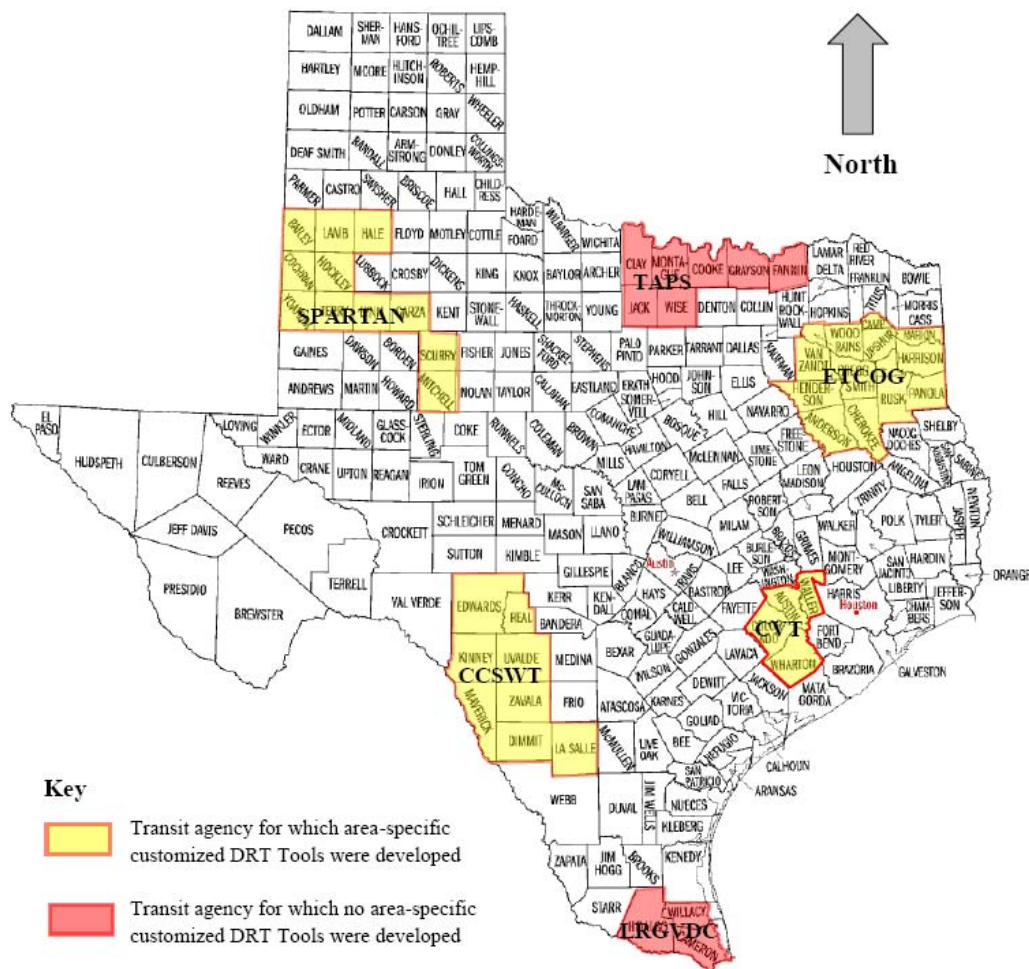 DALLAM
SHER-
MAN
HANS-
FORD
OCHIL-
TREE
LIPS-
COMB
HARTLEY
MOORE
HUTCH-
INSON
ROBERTS
HEMP-
HILL
OLDHAM
POTTER
CARSON
GRAY
WHEELER
DEAF SMITH
RANDALL
ARM-
STRONG
DONLEY
COLLINGS-
WORTH
PARMER
CASTRO
SWISHER
BRISCOE
HALL
CHILD-
RESS
North
BAILEY
LAMB
HALE
FLOYD
MOTLEY
COTTLE
HARDE-
MAN
FOARD
WILBARGER
WICHITA
CLAY
MONTA-
GUE
COOKE
GRAYSON
FANNIN
LAMAR
RED
RIVER
DELTA
FRANKLIN
TITUS
BOWIE
COCHRAN
HOCKLEY
LUBBOCK
CROSBY
DICKENS
KING
KNOX
BAYLOR
ARCHER
TAPS
JACK
WISE
DENTON
COLLIN
HUNT
ROCK-
WALL
HOPKINS
MORRIS
CASS
YOAKUM
SPARTAN
GARZA
KENT
STONE-
WALL
HASKELL
THROCK-
MORTON
YOUNG
GAINES
DAWSON
BORDEN
SCURRY
FISHER
JONES
SHACK-
ELFORD
STEPHENS
PALO
PINTO
PARKER
TARRANT
DALLAS
KAUFMAN
VAN
ZANDT
WOOD
RAINS
CAMP
UPSHUR
MARION
HARRISON
ETCOG
ANDREWS
MARTIN
HOWARD
MITCHELL
NOLAN
TAYLOR
CALLAHAN
EASTLAND
ERATH
HOOD
SOMER-
VELL
JOHN-
SON
ELLIS
HENDER-
SON
SMITH
RUSK
PANOLA
EL
PASO
HUDSPETH
CULBERSON
LOVING
WINKLER
ECTOR
MIDLAND
GLASS-
COCK
STERLING
COKE
RUNNELS
COLEMAN
BROWN
COMANCHE
HAMILTON
BOSQUE
HILL
NAVARRO
FREE-
STONE
ANDERSON
CHEROKEE
NACOG-
DOCHES
SHELBY
SAN
AUGUSTINE
SABINE
REEVES
WARD
CRANE
UPTON
REAGAN
IRION
TOM
GREEN
CONCHO
Mc-
CULLOCH
SAN
SABA
MILLS
LAM
PASAS
CORYELL
McLENNAN
LIME-
STONE
FALLS
LEON
HOUSTON
MADISON
TRINITY
ANGELINA
JEFF DAVIS
PECOS
CROCKETT
SCHLEICHER
MENARD
MASON
LLANO
BURNET
BELL
MILAM
ROBERT
SON
BRAZOS
GRIMES
WALKER
POLK
TYLER
JASPER
NEWTON
PRESIDIO
BREWSTER
TERRELL
VAL VERDE
SUTTON
KIMBLE
GILLESPIE
BLANCO
WILLIAMSON
Austin
TRAVIS
LEE
BURLE-
SON
WASH-
INGTON
MONT-
GOMERY
SAN
JACINTO
HARDIN
LIBERTY
ORANGE
EDWARDS
REAL
KERR
BANDERA
KEN-
DALL
HAYS
COMAL
CALD-
WELL
BASTROP
FAYETTE
AUSTIN
WALLER
HARRIS
Houston
CHAM-
BERS
JEFFER-
SON
KINNEY
UVALDE
MEDINA
BEXAR
GUADA-
LUPE
GONZALES
LAVACA
CVT
WHARTON
FORT
BEND
BRAZORIA
GALVESTON
CCSWT
MAVERICK
ZAVALA
FRIO
ATASCOSA
WILSON
KARNES
DEWITT
JACKSON
MATA
GORDA
DIMMIT
LA SALLE
McMULLEN
LIVE
OAK
BEE
GOLIAD
VIC-
TORIA
REFUGIO
CALHOUN
ARANSAS
WEBB
DUVAL
JIM WELLS
SAN
PATRICIO
NUECES
KLEBERG
ZAPATA
JIM
HOGG
BROOKS
KENEDY
STARR
WILLACY
LRGVDC
CAMERON
Key
Transit agency for which area-specific
customized DRT Tools were developed
Transit agency for which no area-specific
customized DRT Tools were developed